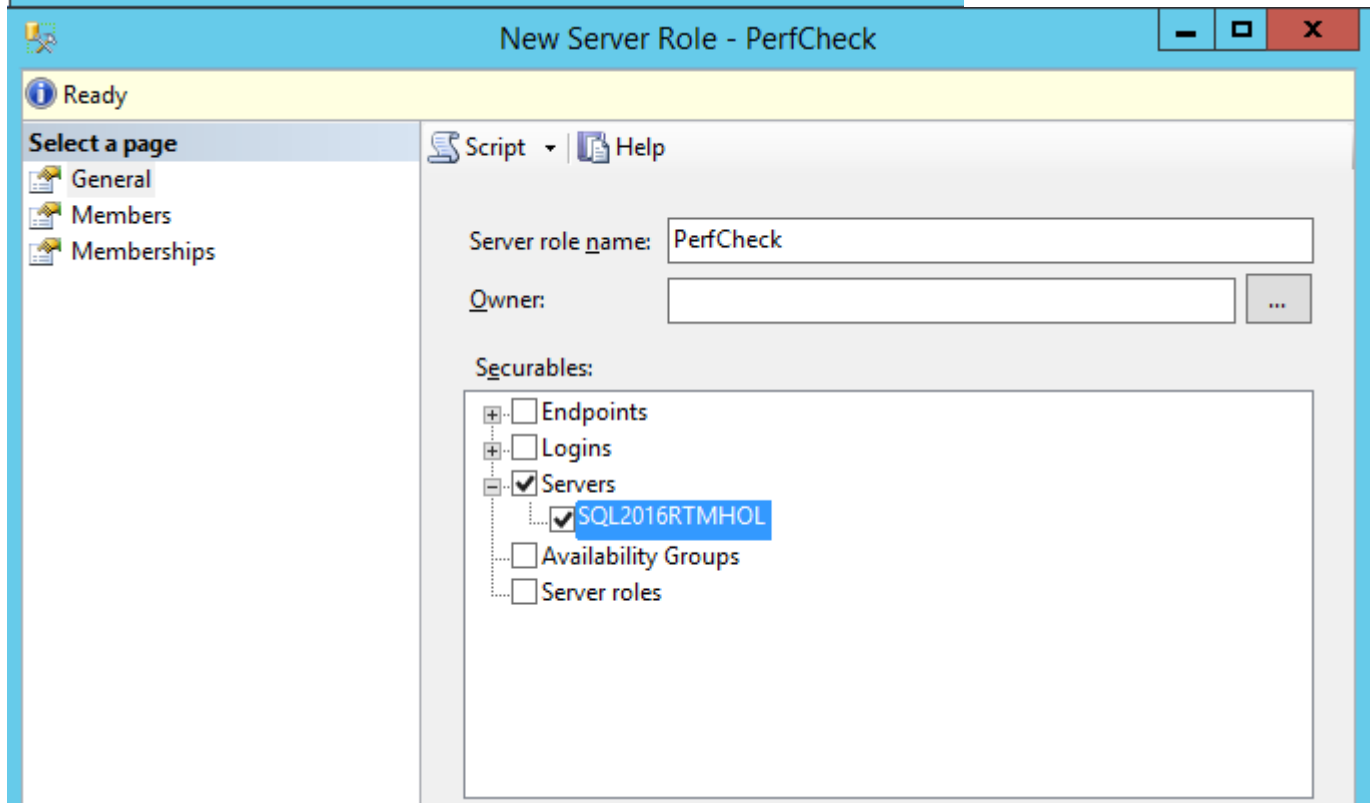 New Server Role - PerfCheck
Ready
Select a page
General
Members
Memberships
Script Help
Server role name: PerfCheck
Owner: ...
Securables:
Endpoints
Logins
Servers
SQL2016RTMHOL
Availability Groups
Server roles